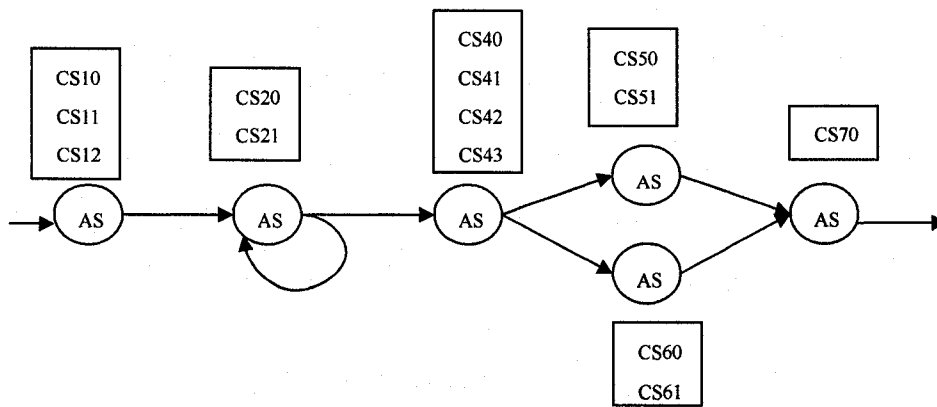 CS10
CS11
CS12
AS
CS20
CS21
AS
CS40
CS41
CS42
CS43
AS
CS50
CS51
AS
AS
CS60
CS61
CS70
AS